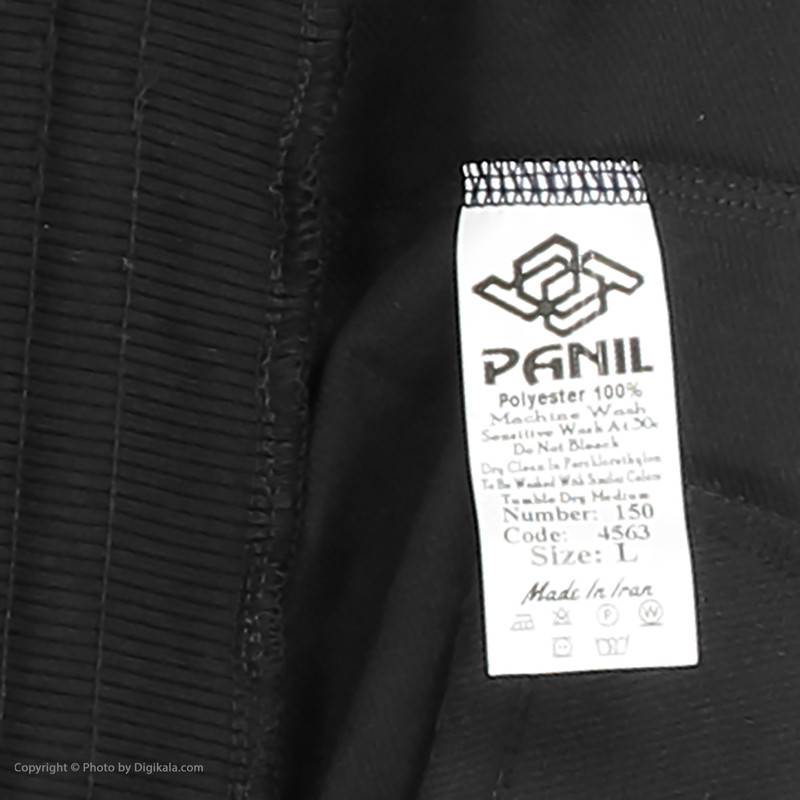 PANIL
Polyester 100%
Machine Wash
Sensitive Wash At 30c
Do Not Bleach
Dry Clean In Perchlorethylen
To Be Washed With Similar Colors
Tumble Dry Medium
Number: 150
Code: 4563
Size: L
Made In Iran
P
W
Copyright © Photo by Digikala.com